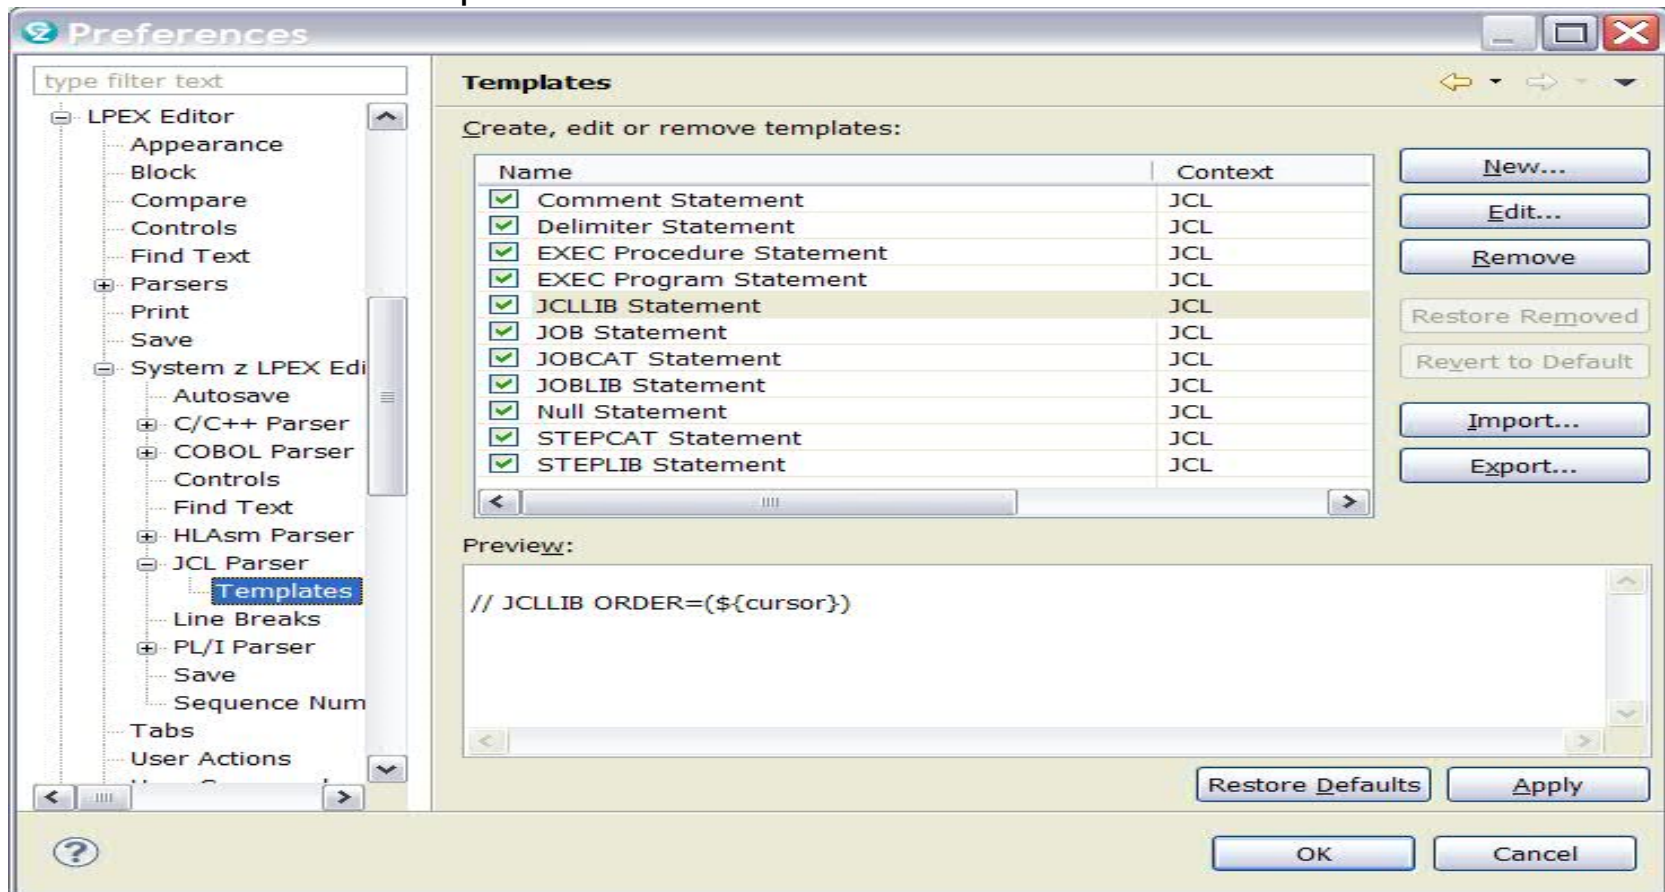 Preferences
type filter text
LPEX Editor
Appearance
Block
Compare
Controls
Find Text
Parsers
Print
Save
System z LPEX Edi
Autosave
C/C++ Parser
COBOL Parser
Controls
Find Text
HLAsm Parser
JCL Parser
Templates
Line Breaks
PL/I Parser
Save
Sequence Num
Tabs
User Actions
Templates
Create, edit or remove templates:
Name Context
Comment Statement JCL
Delimiter Statement JCL
EXEC Procedure Statement JCL
EXEC Program Statement JCL
JCLLIB Statement JCL
JOB Statement JCL
JOBCAT Statement JCL
JOBLIB Statement JCL
Null Statement JCL
STEPCAT Statement JCL
STEPLIB Statement JCL
New...
Edit...
Remove
Restore Removed
Revert to Default
Import...
Export...
Preview:
// JCLLIB ORDER=(${cursor})
Restore Defaults Apply
OK Cancel